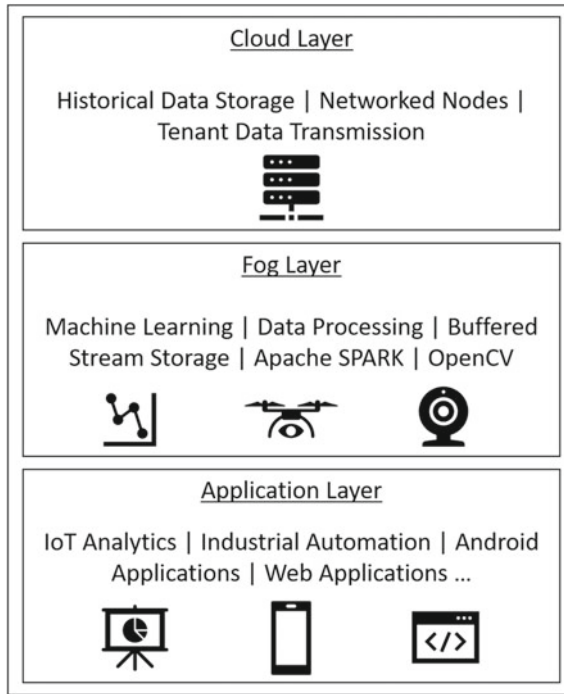 Cloud Layer
Historical Data Storage | Networked Nodes |
Tenant Data Transmission
Fog Layer
Machine Learning | Data Processing | Buffered
Stream Storage | Apache SPARK | OpenCV
Application Layer
IoT Analytics | Industrial Automation | Android
Applications | Web Applications ...
</>